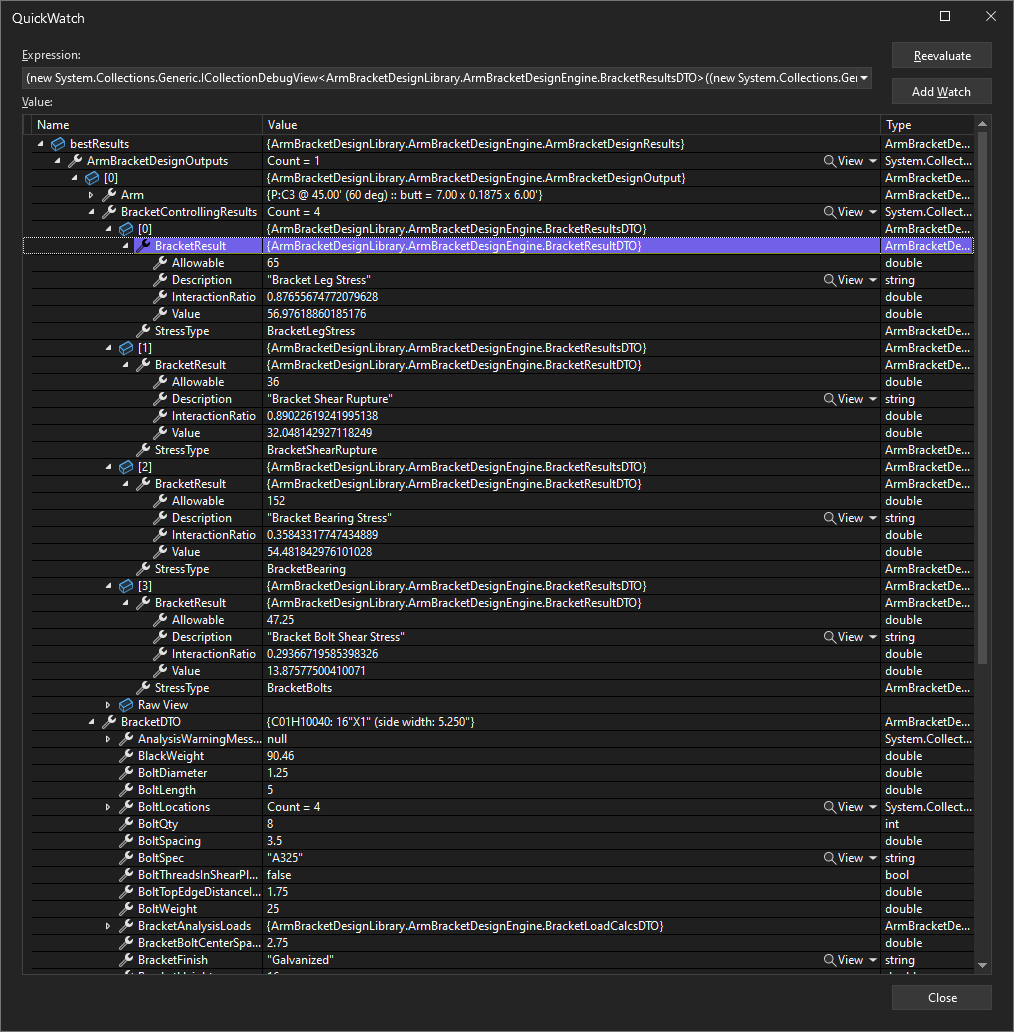 QuickWatch
Expression:
Reevaluate
(new System.Collections.Generic.ICollectionDebugView<ArmBracketDesignLibrary.ArmBracketDesignEngine.BracketResultsDTO>((new System.Collections.Ge
Add Watch
Value:
Name Value Type
bestResults {ArmBracketDesignLibrary.ArmBracketDesignEngine.ArmBracketDesignResults} ArmBracketDe...
ArmBracketDesignOutputs Count = 1 View System.Collect...
[0] {ArmBracketDesignLibrary.ArmBracketDesignEngine.ArmBracketDesignOutput} ArmBracketDe...
Arm {P:C3 @ 45.00' (60 deg) :: butt = 7.00 x 0.1875 x 6.00'} ArmBracketDe...
BracketControllingResults Count = 4 View System.Collect...
[0] {ArmBracketDesignLibrary.ArmBracketDesignEngine.BracketResultsDTO} ArmBracketDe...
BracketResult {ArmBracketDesignLibrary.ArmBracketDesignEngine.BracketResultDTO} ArmBracketDe...
Allowable 65 double
Description "Bracket Leg Stress" View string
InteractionRatio 0.87655674772079628 double
Value 56.97618860185176 double
StressType BracketLegStress ArmBracketDe...
[1] {ArmBracketDesignLibrary.ArmBracketDesignEngine.BracketResultsDTO} ArmBracketDe...
BracketResult {ArmBracketDesignLibrary.ArmBracketDesignEngine.BracketResultDTO} ArmBracketDe...
Allowable 36 double
Description "Bracket Shear Rupture" View string
InteractionRatio 0.89022619241995138 double
Value 32.048142927118249 double
StressType BracketShearRupture ArmBracketDe...
[2] {ArmBracketDesignLibrary.ArmBracketDesignEngine.BracketResultsDTO} ArmBracketDe...
BracketResult {ArmBracketDesignLibrary.ArmBracketDesignEngine.BracketResultDTO} ArmBracketDe...
Allowable 152 double
Description "Bracket Bearing Stress" View string
InteractionRatio 0.35843317747434889 double
Value 54.481842976101028 double
StressType BracketBearing ArmBracketDe...
[3] {ArmBracketDesignLibrary.ArmBracketDesignEngine.BracketResultsDTO} ArmBracketDe...
BracketResult {ArmBracketDesignLibrary.ArmBracketDesignEngine.BracketResultDTO} ArmBracketDe...
Allowable 47.25 double
Description "Bracket Bolt Shear Stress" View string
InteractionRatio 0.29366719585398326 double
Value 13.87577500410071 double
StressType BracketBolts ArmBracketDe...
Raw View
BracketDTO {C01H10040: 16"X1" (side width: 5.250"} ArmBracketDe...
AnalysisWarningMess... null System.Collect...
BlackWeight 90.46 double
BoltDiameter 1.25 double
BoltLength 5 double
BoltLocations Count = 4 View System.Collect...
BoltQty 8 int
BoltSpacing 3.5 double
BoltSpec "A325" View string
BoltThreadsInShearPl... false bool
BoltTopEdgeDistanceI... 1.75 double
BoltWeight 25 double
BracketAnalysisLoads {ArmBracketDesignLibrary.ArmBracketDesignEngine.BracketLoadCalcsDTO} ArmBracketDe...
BracketBoltCenterSpa... 2.75 double
BracketFinish "Galvanized" View string
Close